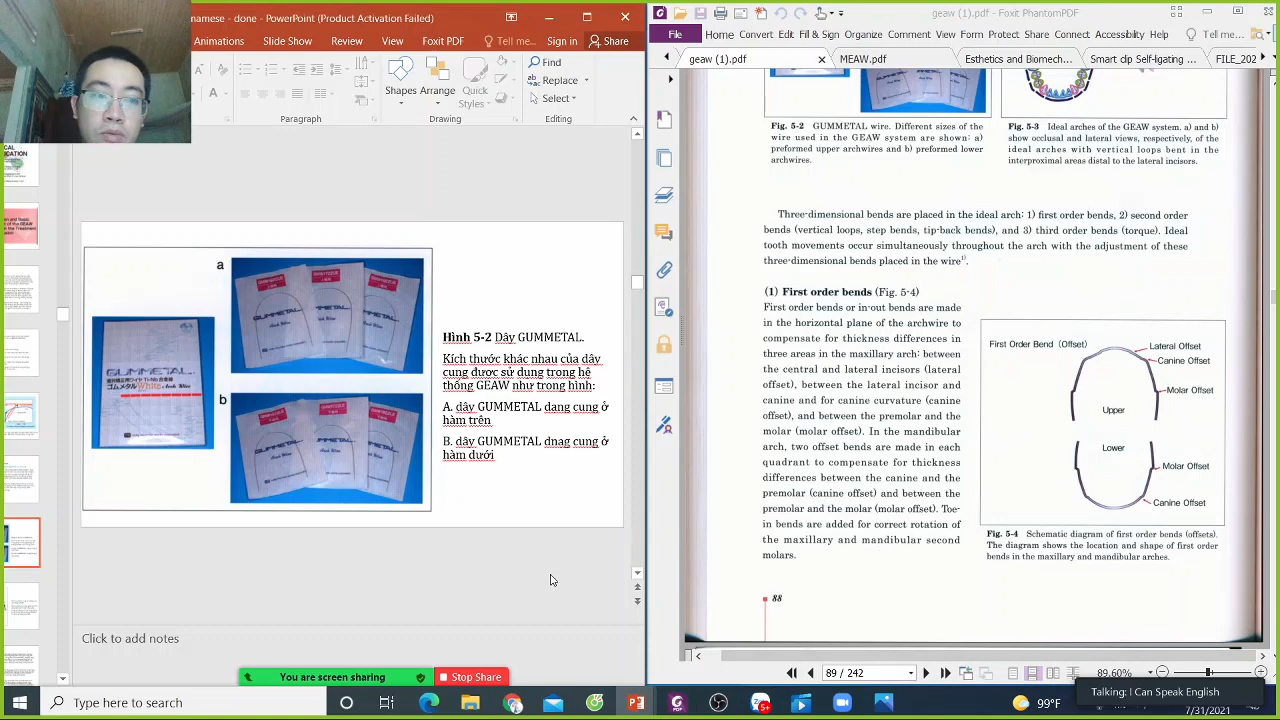 namese - done - PowerPoint (Product Activation Failed)
Animations Slide Show Review View Foxit PDF Tell me... Sign in Share
Shapes Arrange Quick Styles
Find
Replace
Select
Paragraph Drawing Editing
CAL
ICATION
a
b
GUMMETAL.
Hình 5-2 Dây GUMMETAL.
Kích thước khác nhau của dây
cung được sử dụng trong hệ
thống GEAW như trong hình:
A. dây GUMMETAL dang cung ở
hàm trên
B. dây GUMMETAL dnag cung ở
hàm dưới
Click to add notes
You are screen sharing
Stop Share
geaw (1).pdf - Foxit PhantomPDF
File Home Convert Edit Fill & Sign Organize Comment View Form Protect Share Connect Accessibility Help Tell me...
geaw (1).pdf MEAW.pdf Esthetics and Biomech... Smart clip Self-ligating ... FILE_202
Fig. 5-2 GUMMETAL wire. Different sizes of the
wire used in the GEAW system are shown: a)
preformed upper archwires and b) preformed lower
archwires.
Fig. 5-3 Ideal arches of the GEAW system. a) and b)
show occlusal and lateral views, respectively, of the
ideal arches with vertical loops bent in the
interproximal areas distal to the lateral incisors.
Three-dimensional bends are placed in the ideal arch: 1) first order bends, 2) second order
bends (vertical loops, step bends, tip-back bends), and 3) third order bends (torque). Ideal
tooth movements occur simultaneously throughout the arch with the adjustment of these
three-dimensional bends placed in the wire1).
(1) First order bends (Fig. 5-4)
First order bends or in-out bends are made
in the horizontal plane of the archwire to
compensate for thickness differences in
three areas in the maxillary arch: between
the central and lateral incisors (lateral
offset), between the lateral incisor and
canine and for canine curvature (canine
offset), and between the premolar and the
molar (molar offset). In the mandibular
arch, two offset bends are made in each
quadrant to compensate for thickness
differences between the canine and the
premolar (canine offset) and between the
premolar and the molar (molar offset). Toe-
in bends are added for correct rotation of
the maxillary and mandibular second
molars.
First Order Bend (Offset)
Lateral Offset
Canine Offset
Molar Offset
Upper
Lower
Molar Offset
Canine Offset
Fig. 5-4 Schematic diagram of first order bends (offsets).
The diagram shows the location and shape of first order
bends in the maxillary and mandibular arches.
88
89 / 242
89.60%
Talking: I Can Speak English
Type here to search
99°F
7/31/2021